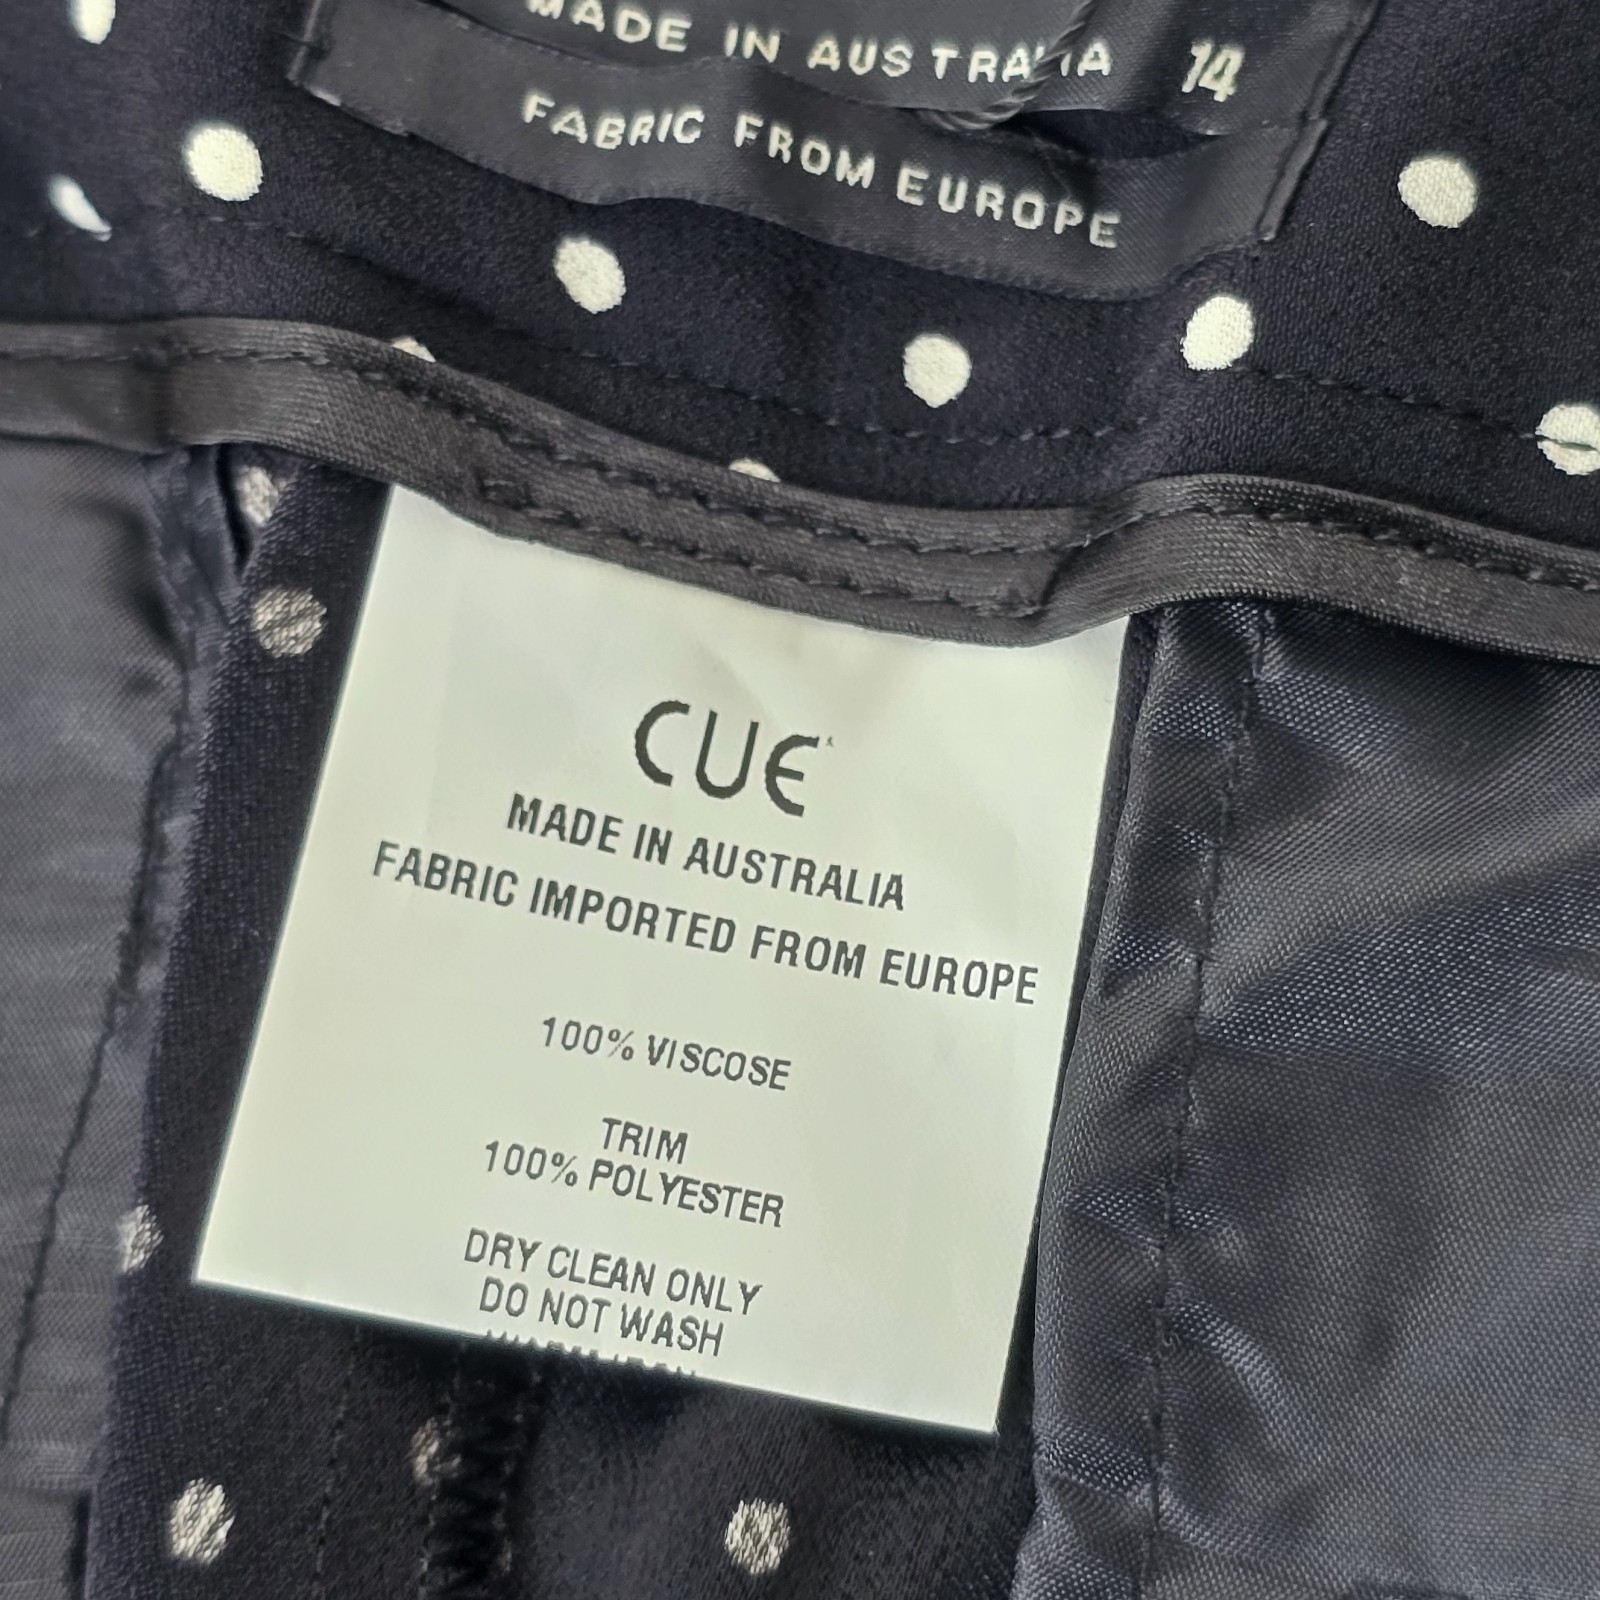 MADE IN AUSTRALIA 14
FABRIC FROM EUROPE
CUE
MADE IN AUSTRALIA
FABRIC IMPORTED FROM EUROPE
100% VISCOSE
TRIM
100% POLYESTER
DRY CLEAN ONLY
DO NOT WASH